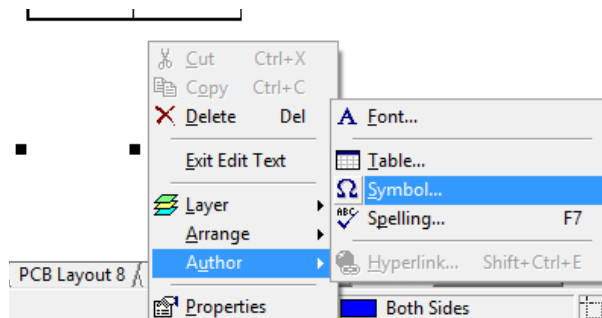 Cut Ctrl+X
Copy Ctrl+C
Delete Del
Exit Edit Text
Layer
Arrange
Author
Properties
A Font...
Table...
Ω Symbol...
ABC Spelling... F7
Hyperlink... Shift+Ctrl+E
PCB Layout 8
Both Sides